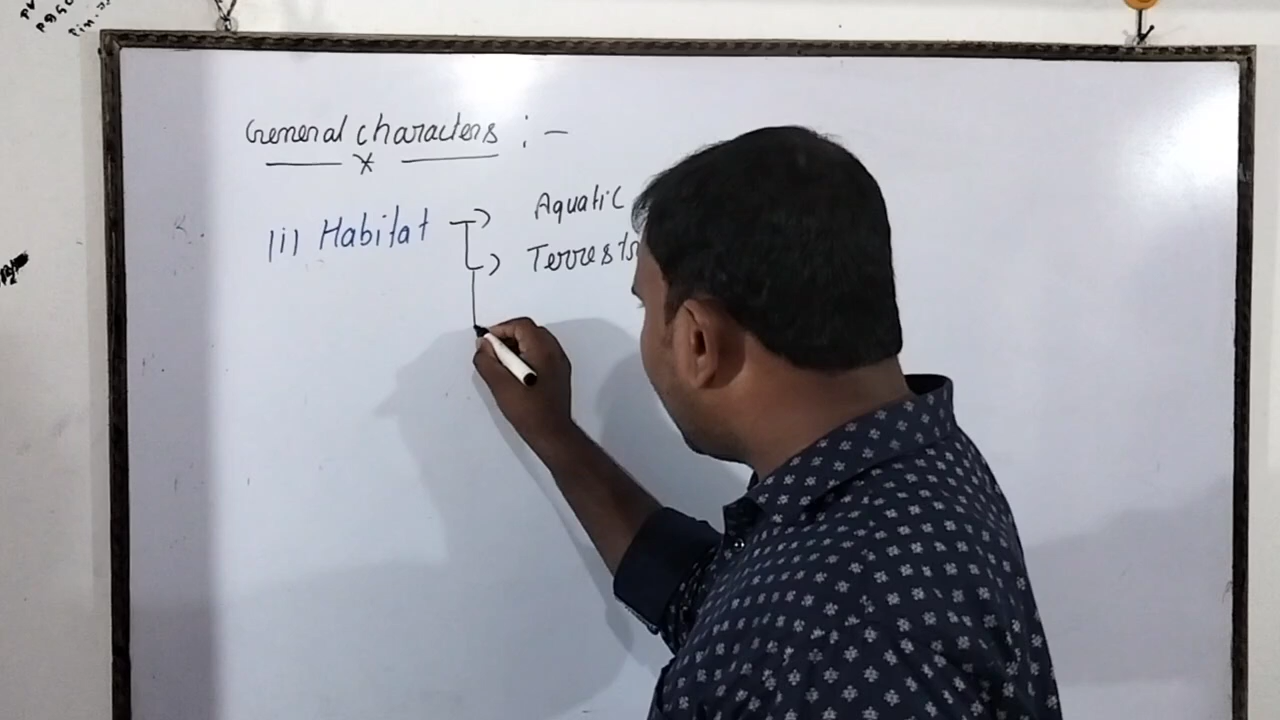 General characters : -
(i) Habitat → Aquatic
→